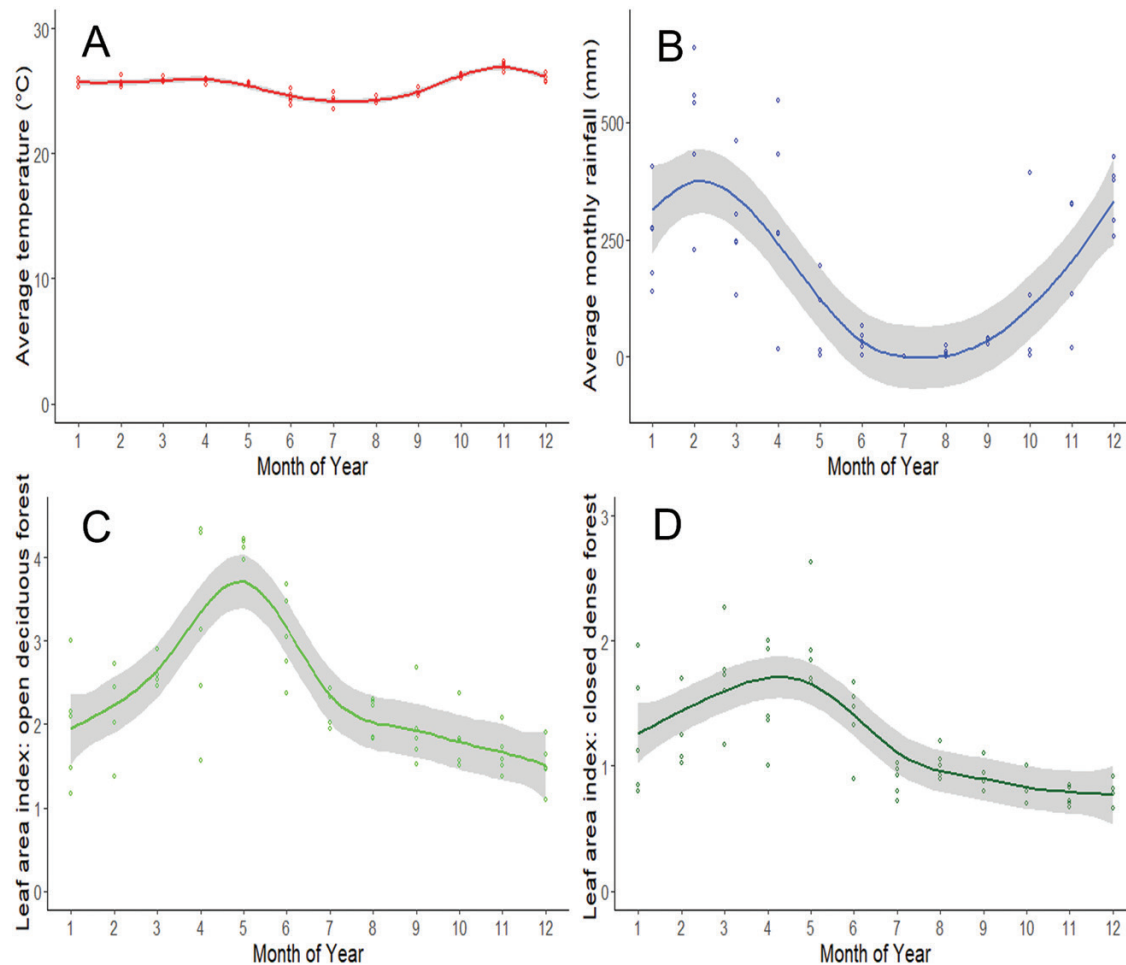 A
Average temperature (°C)
30
20
10
0
1 2 3 4 5 6 7 8 9 10 11 12
Month of Year
B
Average monthly rainfall (mm)
500
250
0
1 2 3 4 5 6 7 8 9 10 11 12
Month of Year
C
Leaf area index: open deciduous forest
4
3
2
1
0
1 2 3 4 5 6 7 8 9 10 11 12
Month of Year
D
Leaf area index: closed dense forest
3
2
1
0
1 2 3 4 5 6 7 8 9 10 11 12
Month of Year